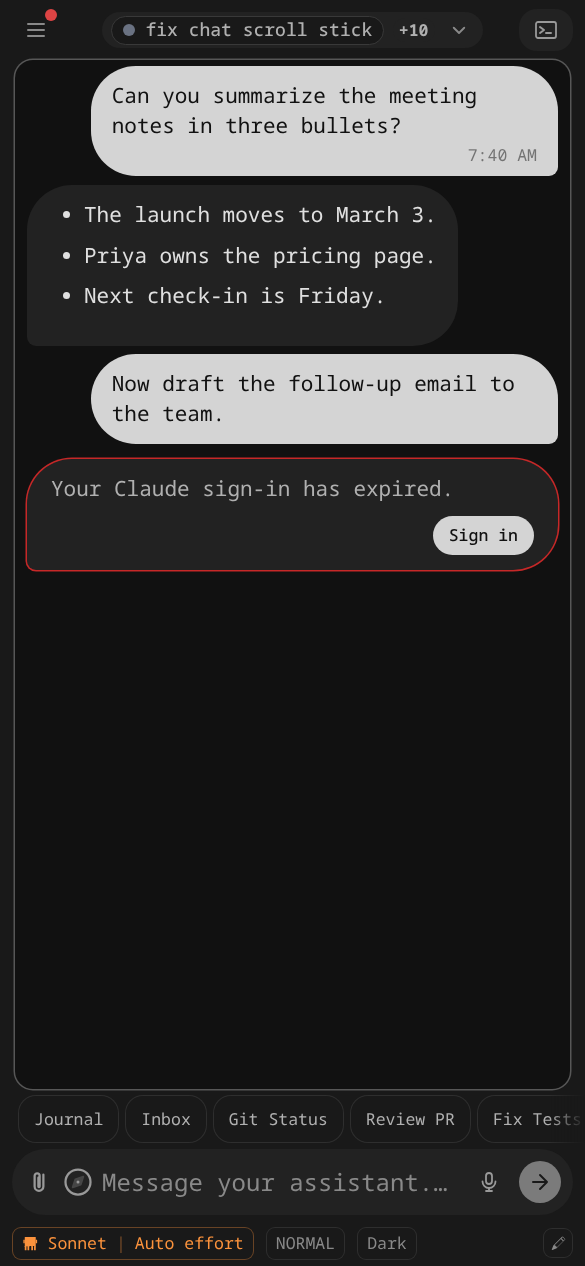 fix chat scroll stick
+10
Can you summarize the meeting
notes in three bullets?
7:40 AM
• The launch moves to March 3.
• Priya owns the pricing page.
• Next check-in is Friday.
Now draft the follow-up email to
the team.
Your Claude sign-in has expired.
Sign in
Journal
Inbox
Git Status
Review PR
Fix Tests
Message your assistant.…
Sonnet | Auto effort
NORMAL
Dark